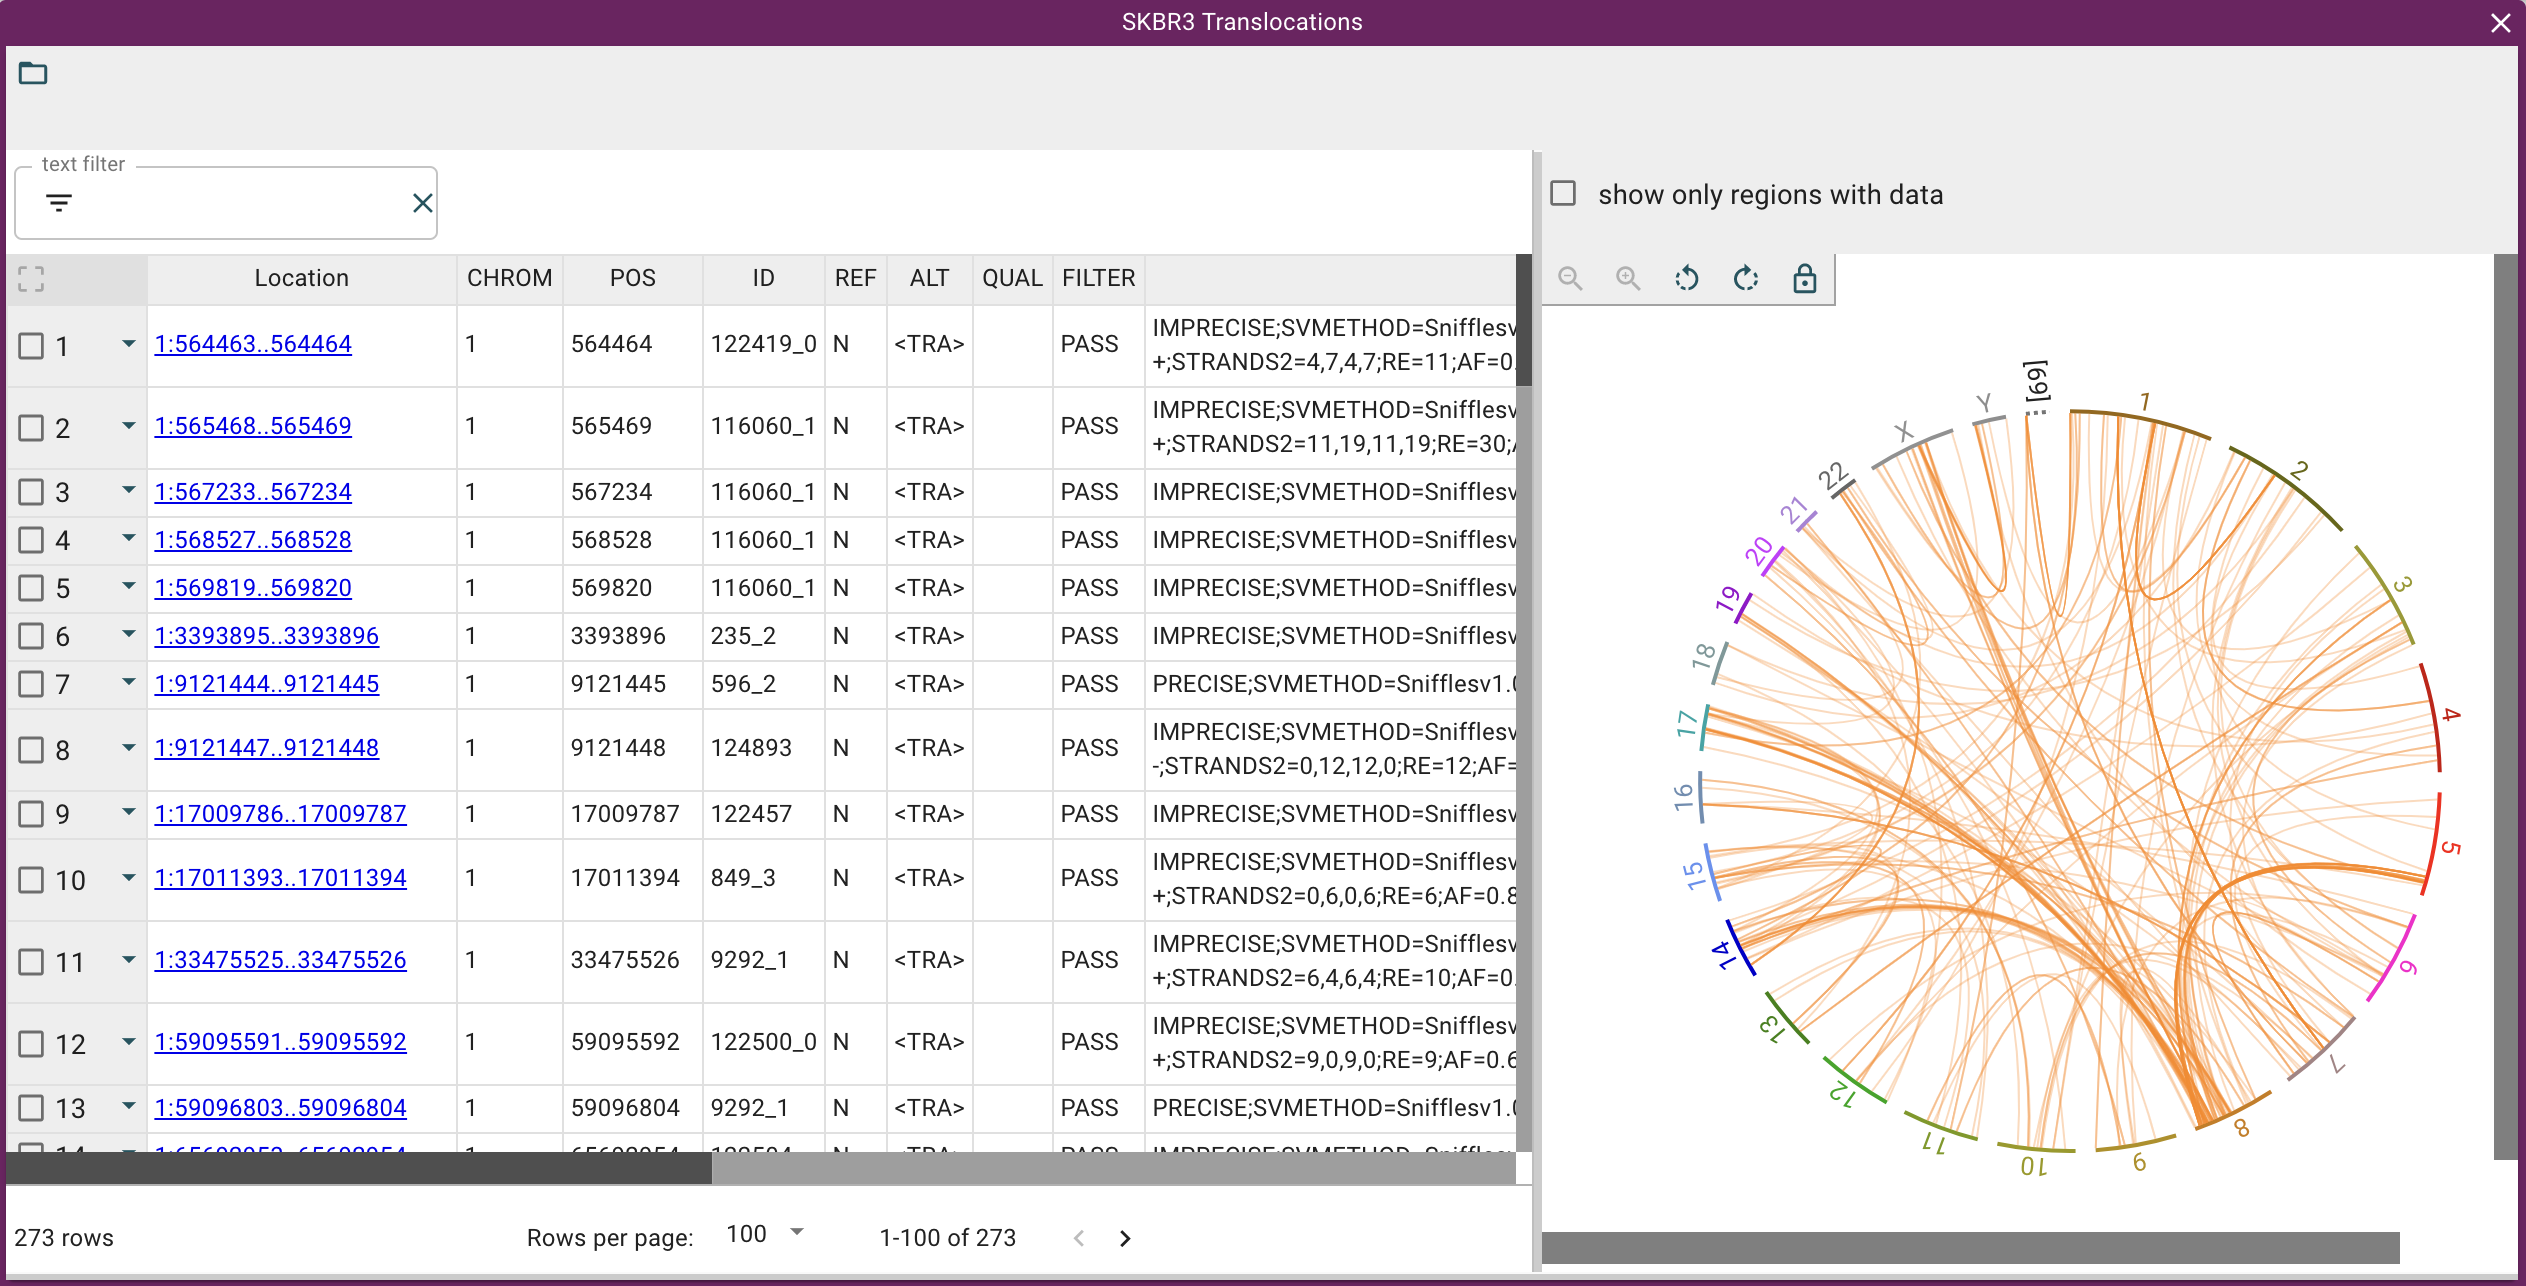 SKBR3 Translocations
text filter
show only regions with data
Location CHROM POS ID REF ALT QUAL FILTER
1 1:564463..564464 1 564464 122419_0 N <TRA> PASS IMPRECISE;SVMETHOD=Snifflesv
+;STRANDS2=4,7,4,7;RE=11;AF=0.
2 1:565468..565469 1 565469 116060_1 N <TRA> PASS IMPRECISE;SVMETHOD=Snifflesv
+;STRANDS2=11,19,11,19;RE=30;
3 1:567233..567234 1 567234 116060_1 N <TRA> PASS IMPRECISE;SVMETHOD=Snifflesv
4 1:568527..568528 1 568528 116060_1 N <TRA> PASS IMPRECISE;SVMETHOD=Snifflesv
5 1:569819..569820 1 569820 116060_1 N <TRA> PASS IMPRECISE;SVMETHOD=Snifflesv
6 1:3393895..3393896 1 3393896 235_2 N <TRA> PASS IMPRECISE;SVMETHOD=Snifflesv
7 1:9121444..9121445 1 9121445 596_2 N <TRA> PASS PRECISE;SVMETHOD=Snifflesv1.0
8 1:9121447..9121448 1 9121448 124893 N <TRA> PASS IMPRECISE;SVMETHOD=Snifflesv
-;STRANDS2=0,12,12,0;RE=12;AF=
9 1:17009786..17009787 1 17009787 122457 N <TRA> PASS IMPRECISE;SVMETHOD=Snifflesv
10 1:17011393..17011394 1 17011394 849_3 N <TRA> PASS IMPRECISE;SVMETHOD=Snifflesv
+;STRANDS2=0,6,0,6;RE=6;AF=0.8
11 1:33475525..33475526 1 33475526 9292_1 N <TRA> PASS IMPRECISE;SVMETHOD=Snifflesv
+;STRANDS2=6,4,6,4;RE=10;AF=0.
12 1:59095591..59095592 1 59095592 122500_0 N <TRA> PASS IMPRECISE;SVMETHOD=Snifflesv
+;STRANDS2=9,0,9,0;RE=9;AF=0.6
13 1:59096803..59096804 1 59096804 9292_1 N <TRA> PASS PRECISE;SVMETHOD=Snifflesv1.0
273 rows
Rows per page: 100 1-100 of 273
1
2
3
4
5
6
7
8
9
10
11
12
13
14
15
16
17
18
19
20
21
22
X
Y
[69]